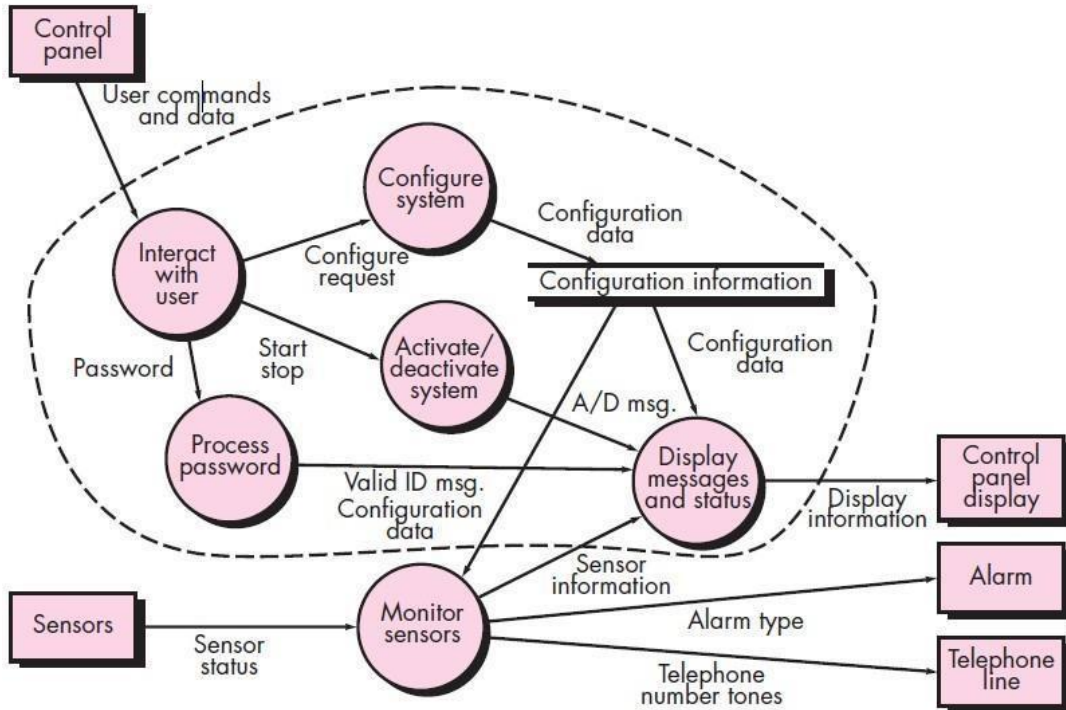 Control
panel
User commands
and data
Configure
system
Configuration
data
Interact
with
user
Configure
request
Configuration information
Password
Start
stop
Activate/
deactivate
system
Configuration
data
A/D msg.
Process
password
Valid ID msg.
Configuration
data
Display
messages
and status
Display
information
Control
panel
display
Sensors
Sensor
status
Monitor
sensors
Sensor
information
Alarm type
Alarm
Telephone
number tones
Telephone
line